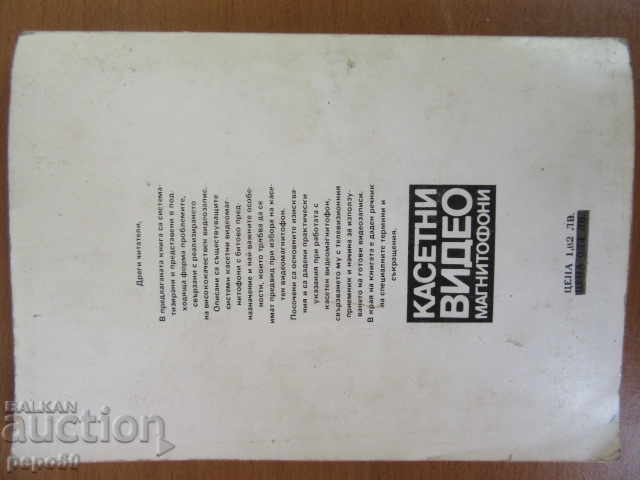 Драги читатели,
В предлаганата книга са система-
тизирани и представени в под-
ходяща форма проблемите,
свързани с реализирането
на висококачествен видеозапис.
Описани са съществуващите
системи касетни видеомаг-
нитофони с битово пред-
назначение и най-важните особе-
ности, които трябва да се
имат предвид при избора на касе-
тен видеомагнитофон.
Посочени са основните изисква-
ния и са дадени практически
указания при работата с
касетен видеомагнитофон,
свързването му с телевизионния
приемник и начина за използу-
ването на готови видеозаписи.
В края на книгата е даден речник
на специалните термини и
съкращения.
КАСЕТНИ
ВИДЕО
МАГНИТОФОНИ
ЦЕНА 1,62 ЛВ.
BALKAN
auction
pepo50